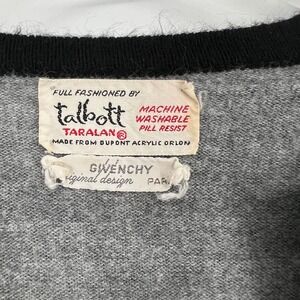 FULL FASHIONED BY
talbott
TARALAN®
MACHINE
WASHABLE
PILL RESIST
MADE FROM DUPONT ACRYLIC ORLON
GIVENCHY
riginal design PAR